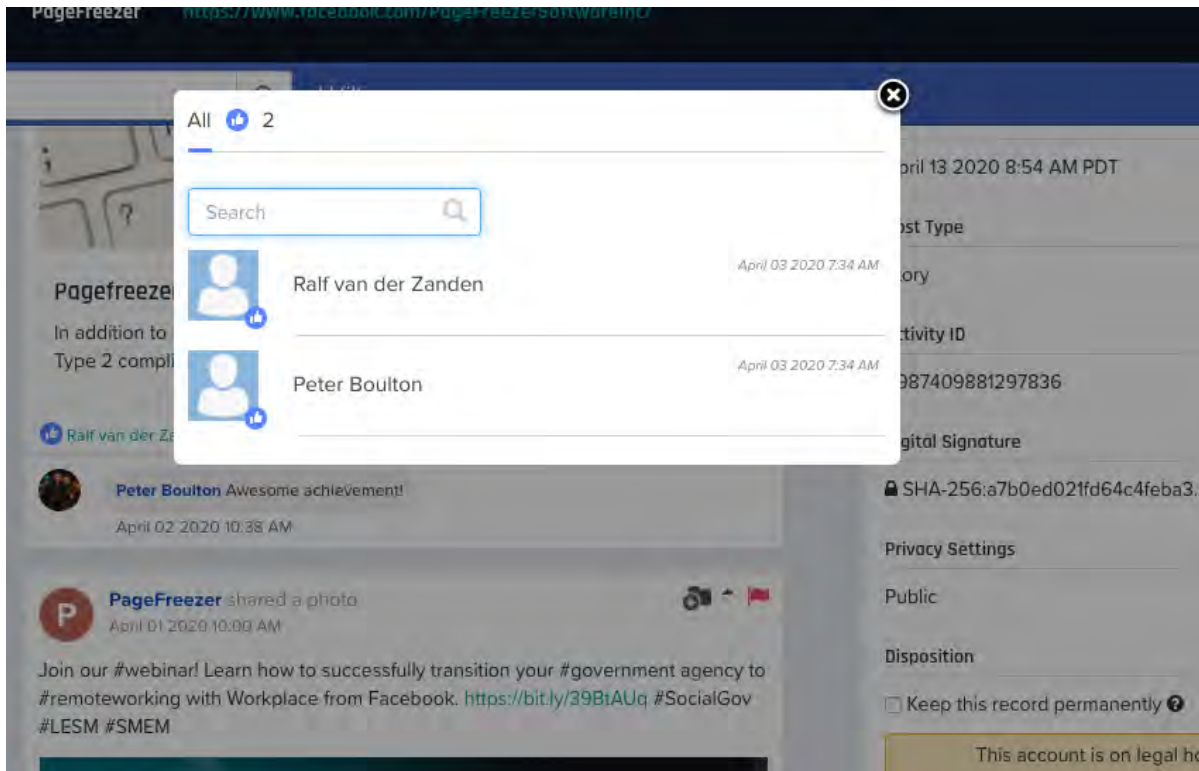 PageFreezer https://www.facebook.com/PageFreezerSoftwareInc/
All 2
Search
Ralf van der Zanden
April 03 2020 7:34 AM
Peter Boulton
April 03 2020 7:34 AM
;
?
Pagefreeze
In addition to
Type 2 compli
Ralf van der Za
Peter Boulton Awesome achievement!
April 02 2020 10:38 AM
P
PageFreezer shared a photo
April 01 2020 10:00 AM
Join our #webinar! Learn how to successfully transition your #government agency to
#remoteworking with Workplace from Facebook. https://bit.ly/39BtAUq #SocialGov
#LESM #SMEM
pril 13 2020 8:54 AM PDT
ost Type
ory
ctivity ID
987409881297836
gital Signature
SHA-256:a7b0ed021fd64c4feba3.
Privacy Settings
Public
Disposition
Keep this record permanently ?
This account is on legal ho